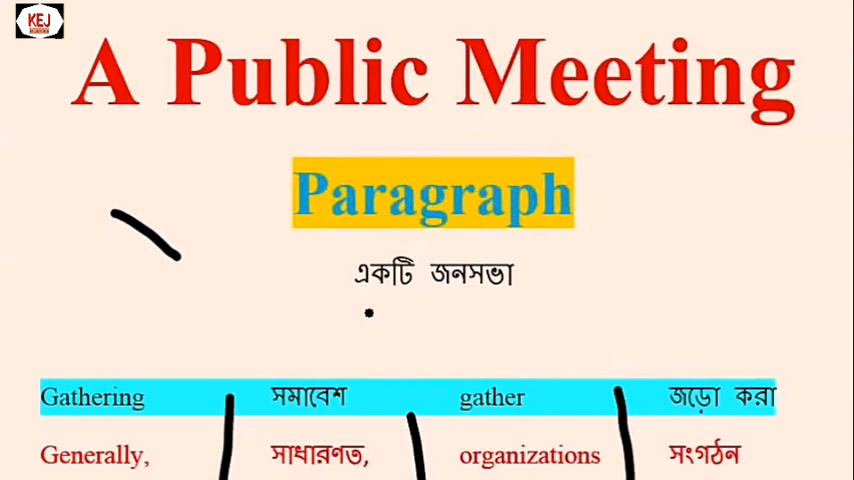 KEJ
A Public Meeting
Paragraph
একটি জনসভা
Gathering সমাবেশ gather জড়ো করা
Generally, সাধারণত, organizations সংগঠন